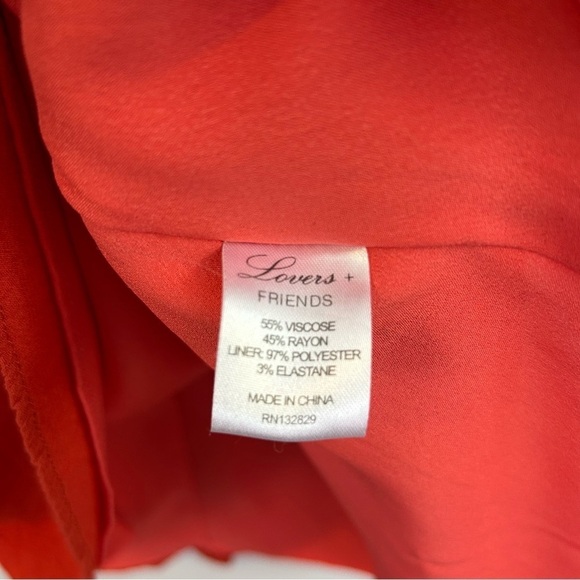 Lovers +
FRIENDS
55% VISCOSE
45% RAYON
LINER: 97% POLYESTER
3% ELASTANE
MADE IN CHINA
RN132829